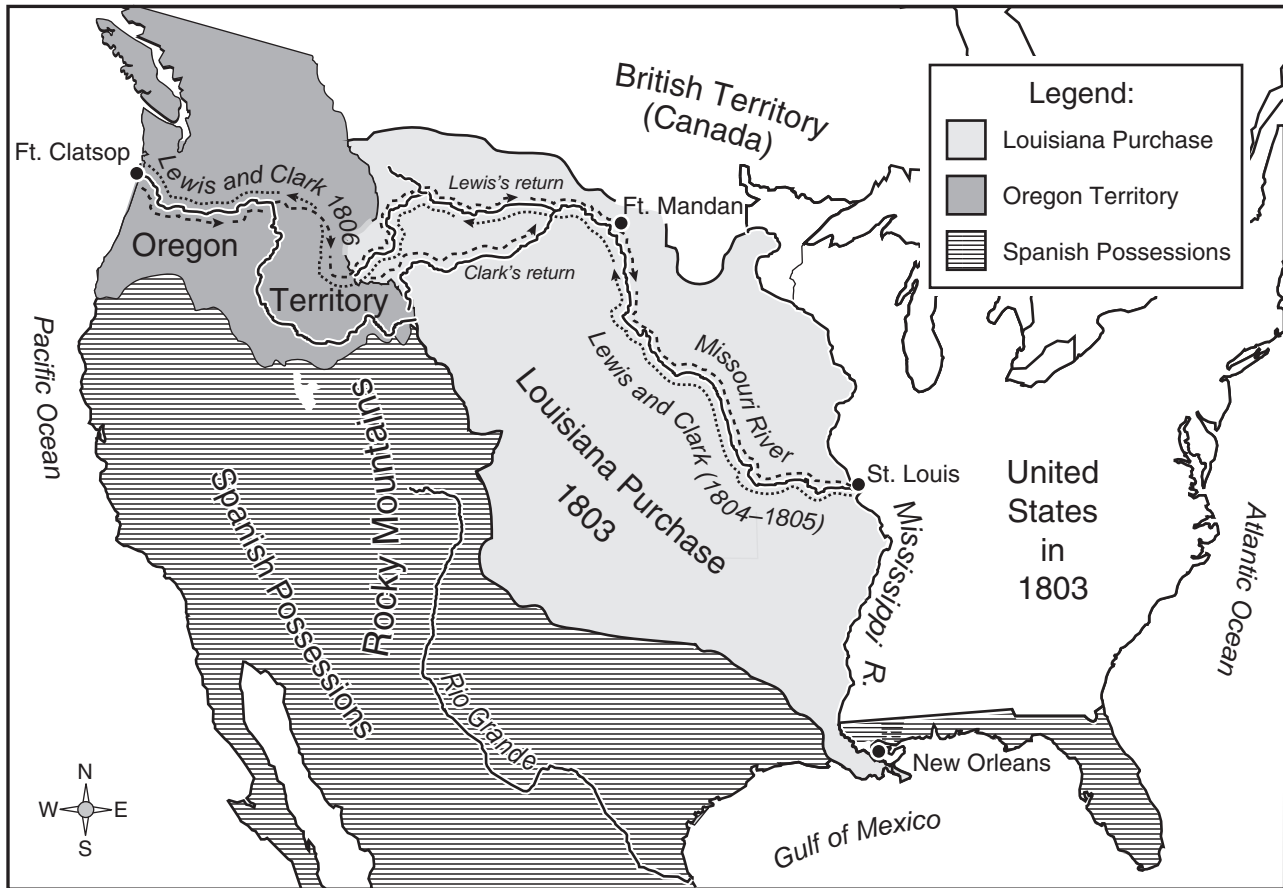 British Territory
(Canada)
Legend:
Louisiana Purchase
Oregon Territory
Spanish Possessions
Ft. Clatsop
Lewis and Clark 1806
Lewis's return
Ft. Mandan
Oregon
Territory
Clark's return
Pacific Ocean
Missouri River
Lewis and Clark (1804–1805)
Louisiana Purchase
1803
St. Louis
United
States
in
1803
Mississippi R.
Atlantic Ocean
Rocky Mountains
Spanish Possessions
Rio Grande
New Orleans
Gulf of Mexico
N
W E
S